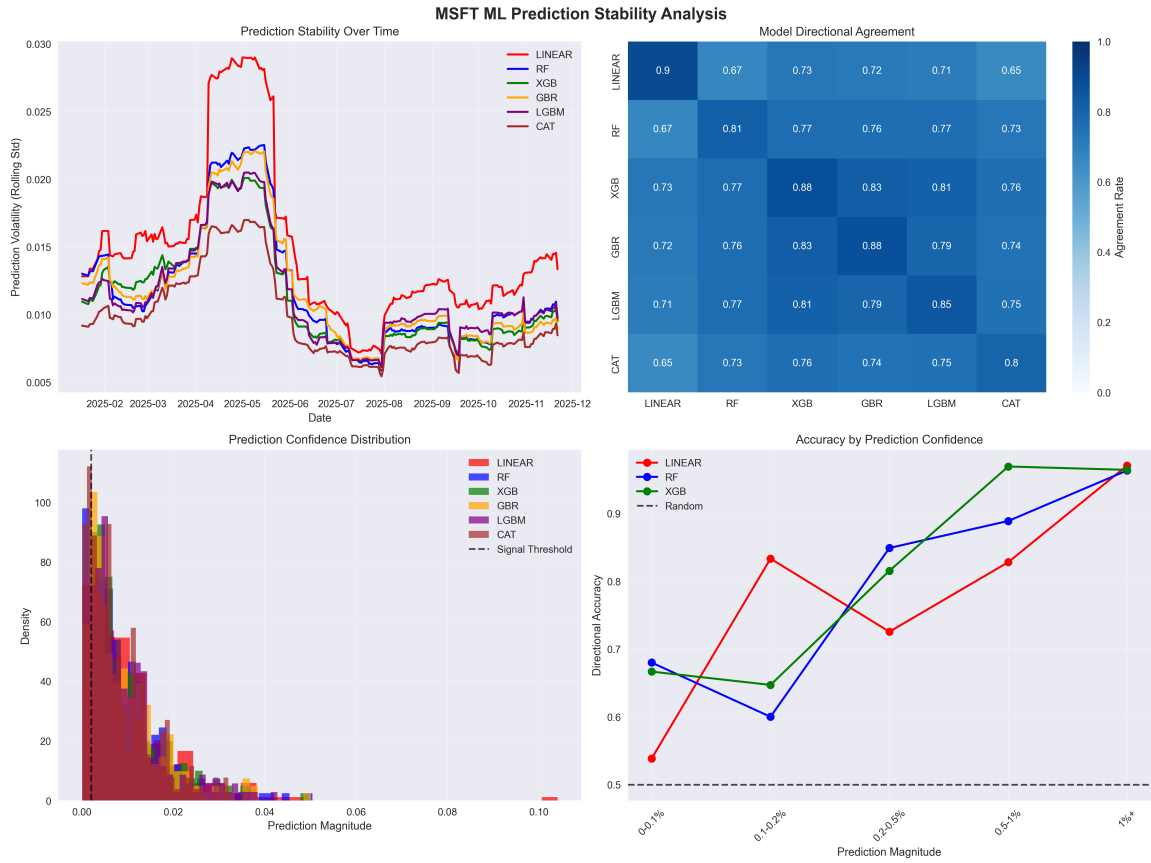 MSFT ML Prediction Stability Analysis
Prediction Stability Over Time
Prediction Volatility (Rolling Std)
0.030
0.025
0.020
0.015
0.010
0.005
LINEAR
RF
XGB
GBR
LGBM
CAT
2025-02 2025-03 2025-04 2025-05 2025-06 2025-07 2025-08 2025-09 2025-10 2025-11 2025-12
Date
Model Directional Agreement
LINEAR 0.9 0.67 0.73 0.72 0.71 0.65
RF 0.67 0.81 0.77 0.76 0.77 0.73
XGB 0.73 0.77 0.88 0.83 0.81 0.76
GBR 0.72 0.76 0.83 0.88 0.79 0.74
LGBM 0.71 0.77 0.81 0.79 0.85 0.75
CAT 0.65 0.73 0.76 0.74 0.75 0.8
LINEAR RF XGB GBR LGBM CAT
1.0
0.8
0.6
0.4
0.2
0.0
Agreement Rate
Prediction Confidence Distribution
Density
100
80
60
40
20
0
LINEAR
RF
XGB
GBR
LGBM
CAT
Signal Threshold
0.00 0.02 0.04 0.06 0.08 0.10
Prediction Magnitude
Accuracy by Prediction Confidence
Directional Accuracy
0.9
0.8
0.7
0.6
0.5
LINEAR
RF
XGB
Random
0-0.1% 0.1-0.2% 0.2-0.5% 0.5-1% 1%+
Prediction Magnitude